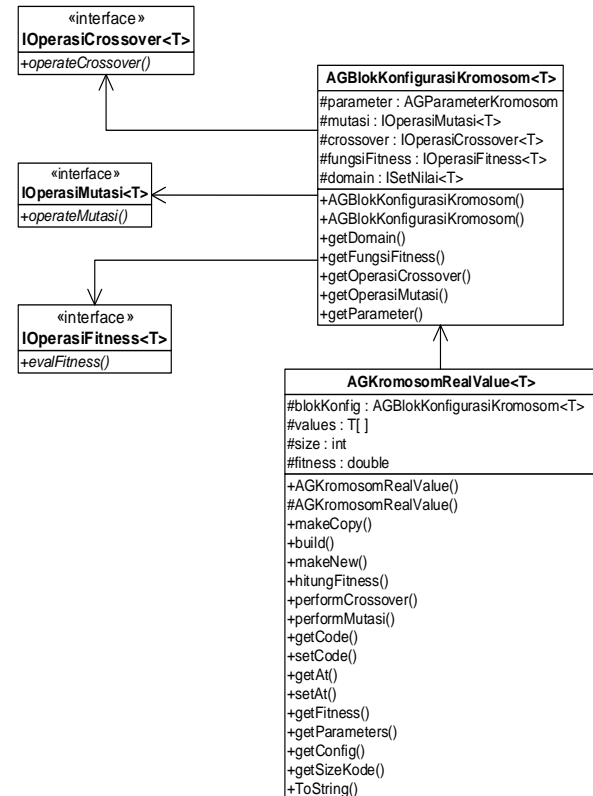 «interface»
IOperasiCrossover<T>
+operateCrossover()
«interface»
IOperasiMutasi<T>
+operateMutasi()
«interface»
IOperasiFitness<T>
+evalFitness()
AGBlokKonfigurasiKromosom<T>
#parameter : AGParameterKromosom
#mutasi : IOperasiMutasi<T>
#crossover : IOperasiCrossover<T>
#fungsiFitness : IOperasiFitness<T>
#domain : ISetNilai<T>
+AGBlokKonfigurasiKromosom()
+AGBlokKonfigurasiKromosom()
+getDomain()
+getFungsiFitness()
+getOperasiCrossover()
+getOperasiMutasi()
+getParameter()
AGKromosomRealValue<T>
#blokKonfig : AGBlokKonfigurasiKromosom<T>
#values : T[ ]
#size : int
#fitness : double
+AGKromosomRealValue()
#AGKromosomRealValue()
+makeCopy()
+build()
+makeNew()
+hitungFitness()
+performCrossover()
+performMutasi()
+getCode()
+setCode()
+getAt()
+setAt()
+getFitness()
+getParameters()
+getConfig()
+getSizeKode()
+ToString()